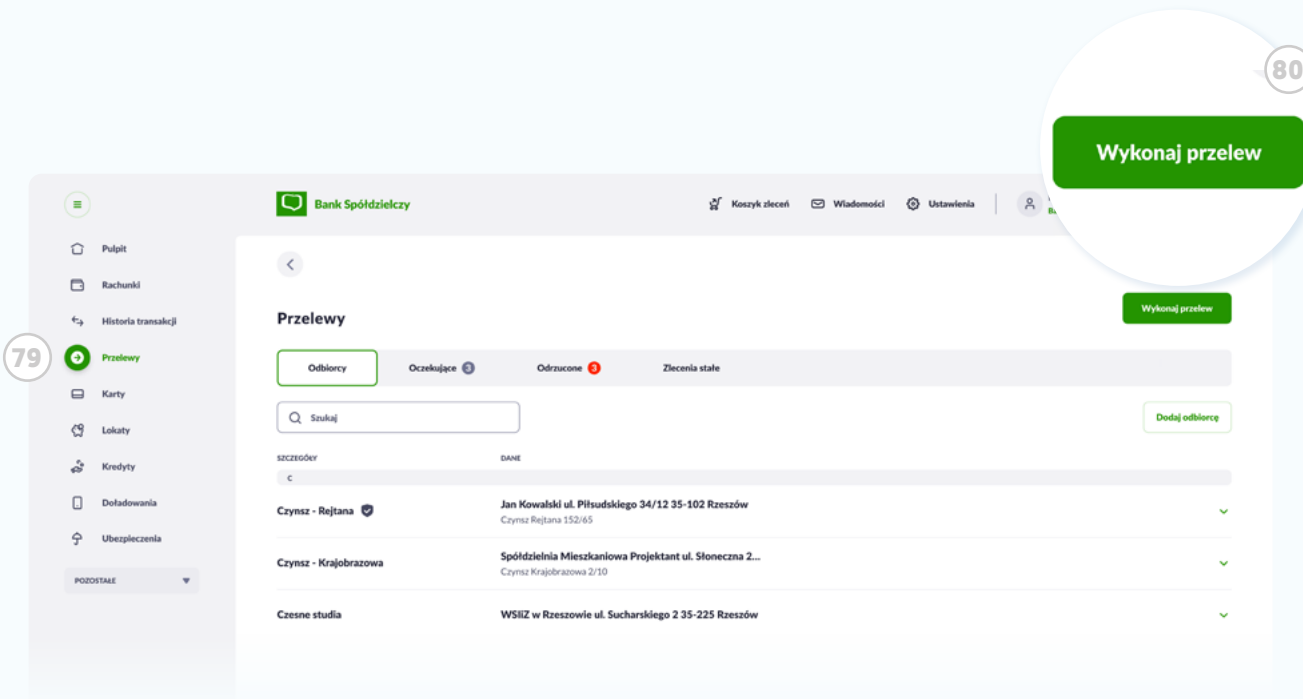 80
Wykonaj przelew
Bank Spółdzielczy
Koszyk zleceń
Wiadomości
Ustawienia
Pulpit
Rachunki
Historia transakcji
79
Przelewy
Karty
Lokaty
Kredyty
Doładowania
Ubezpieczenia
POZOSTAŁE
Przelewy
Wykonaj przelew
Odbiorcy
Oczekujące 3
Odrzucone 3
Zlecenia stałe
Szukaj
Dodaj odbiorcę
SZCZEGÓŁY DANE
C
Czynsz - Rejtana
Jan Kowalski ul. Piłsudskiego 34/12 35-102 Rzeszów
Czynsz Rejtana 152/65
Czynsz - Krajobrazowa
Spółdzielnia Mieszkaniowa Projektant ul. Słoneczna 2...
Czynsz Krajobrazowa 2/10
Czesne studia
WSIiZ w Rzeszowie ul. Sucharskiego 2 35-225 Rzeszów